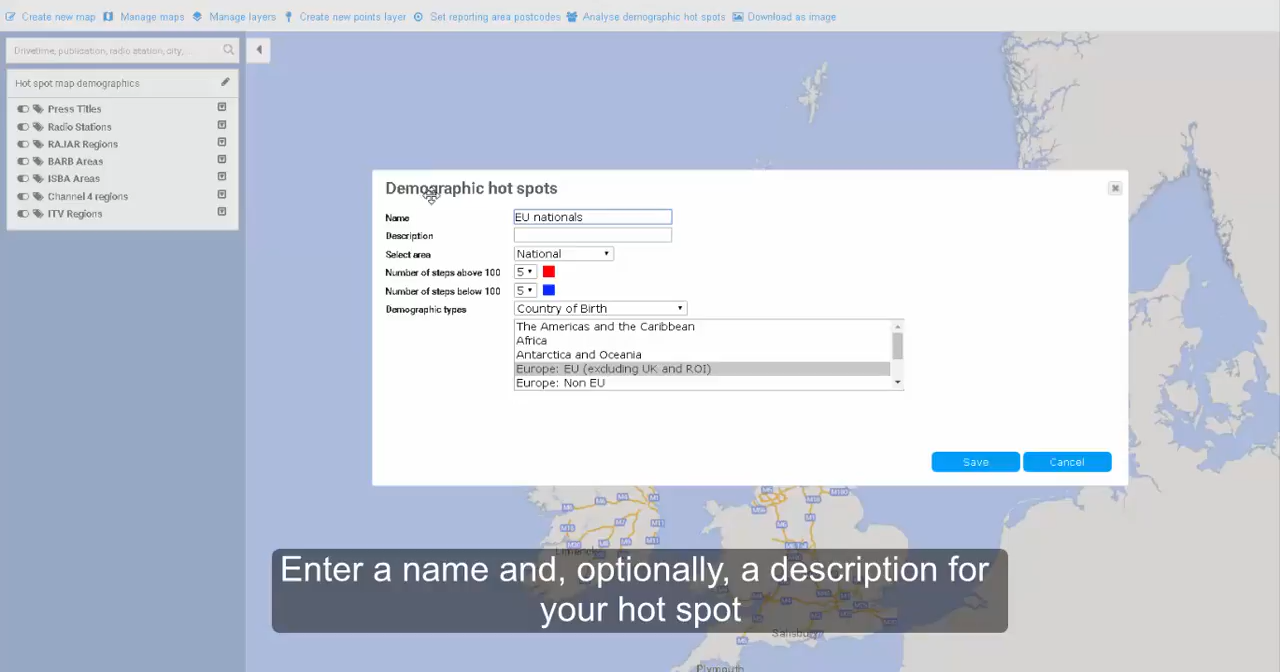 Create new map Manage maps Manage layers Create new points layer Set reporting area postcodes Analyse demographic hot spots Download as image
Drivetime, publication, radio station, city,...
Hot spot map demographics
Press Titles
Radio Stations
RAJAR Regions
BARB Areas
ISBA Areas
Channel 4 regions
ITV Regions
Demographic hot spots
Name EU nationals
Description
Select area National
Number of steps above 100 5
Number of steps below 100 5
Demographic types Country of Birth
The Americas and the Caribbean
Africa
Antarctica and Oceania
Europe: EU (excluding UK and ROI)
Europe: Non EU
Save Cancel
Enter a name and, optionally, a description for
your hot spot
Salisbury
Plymouth